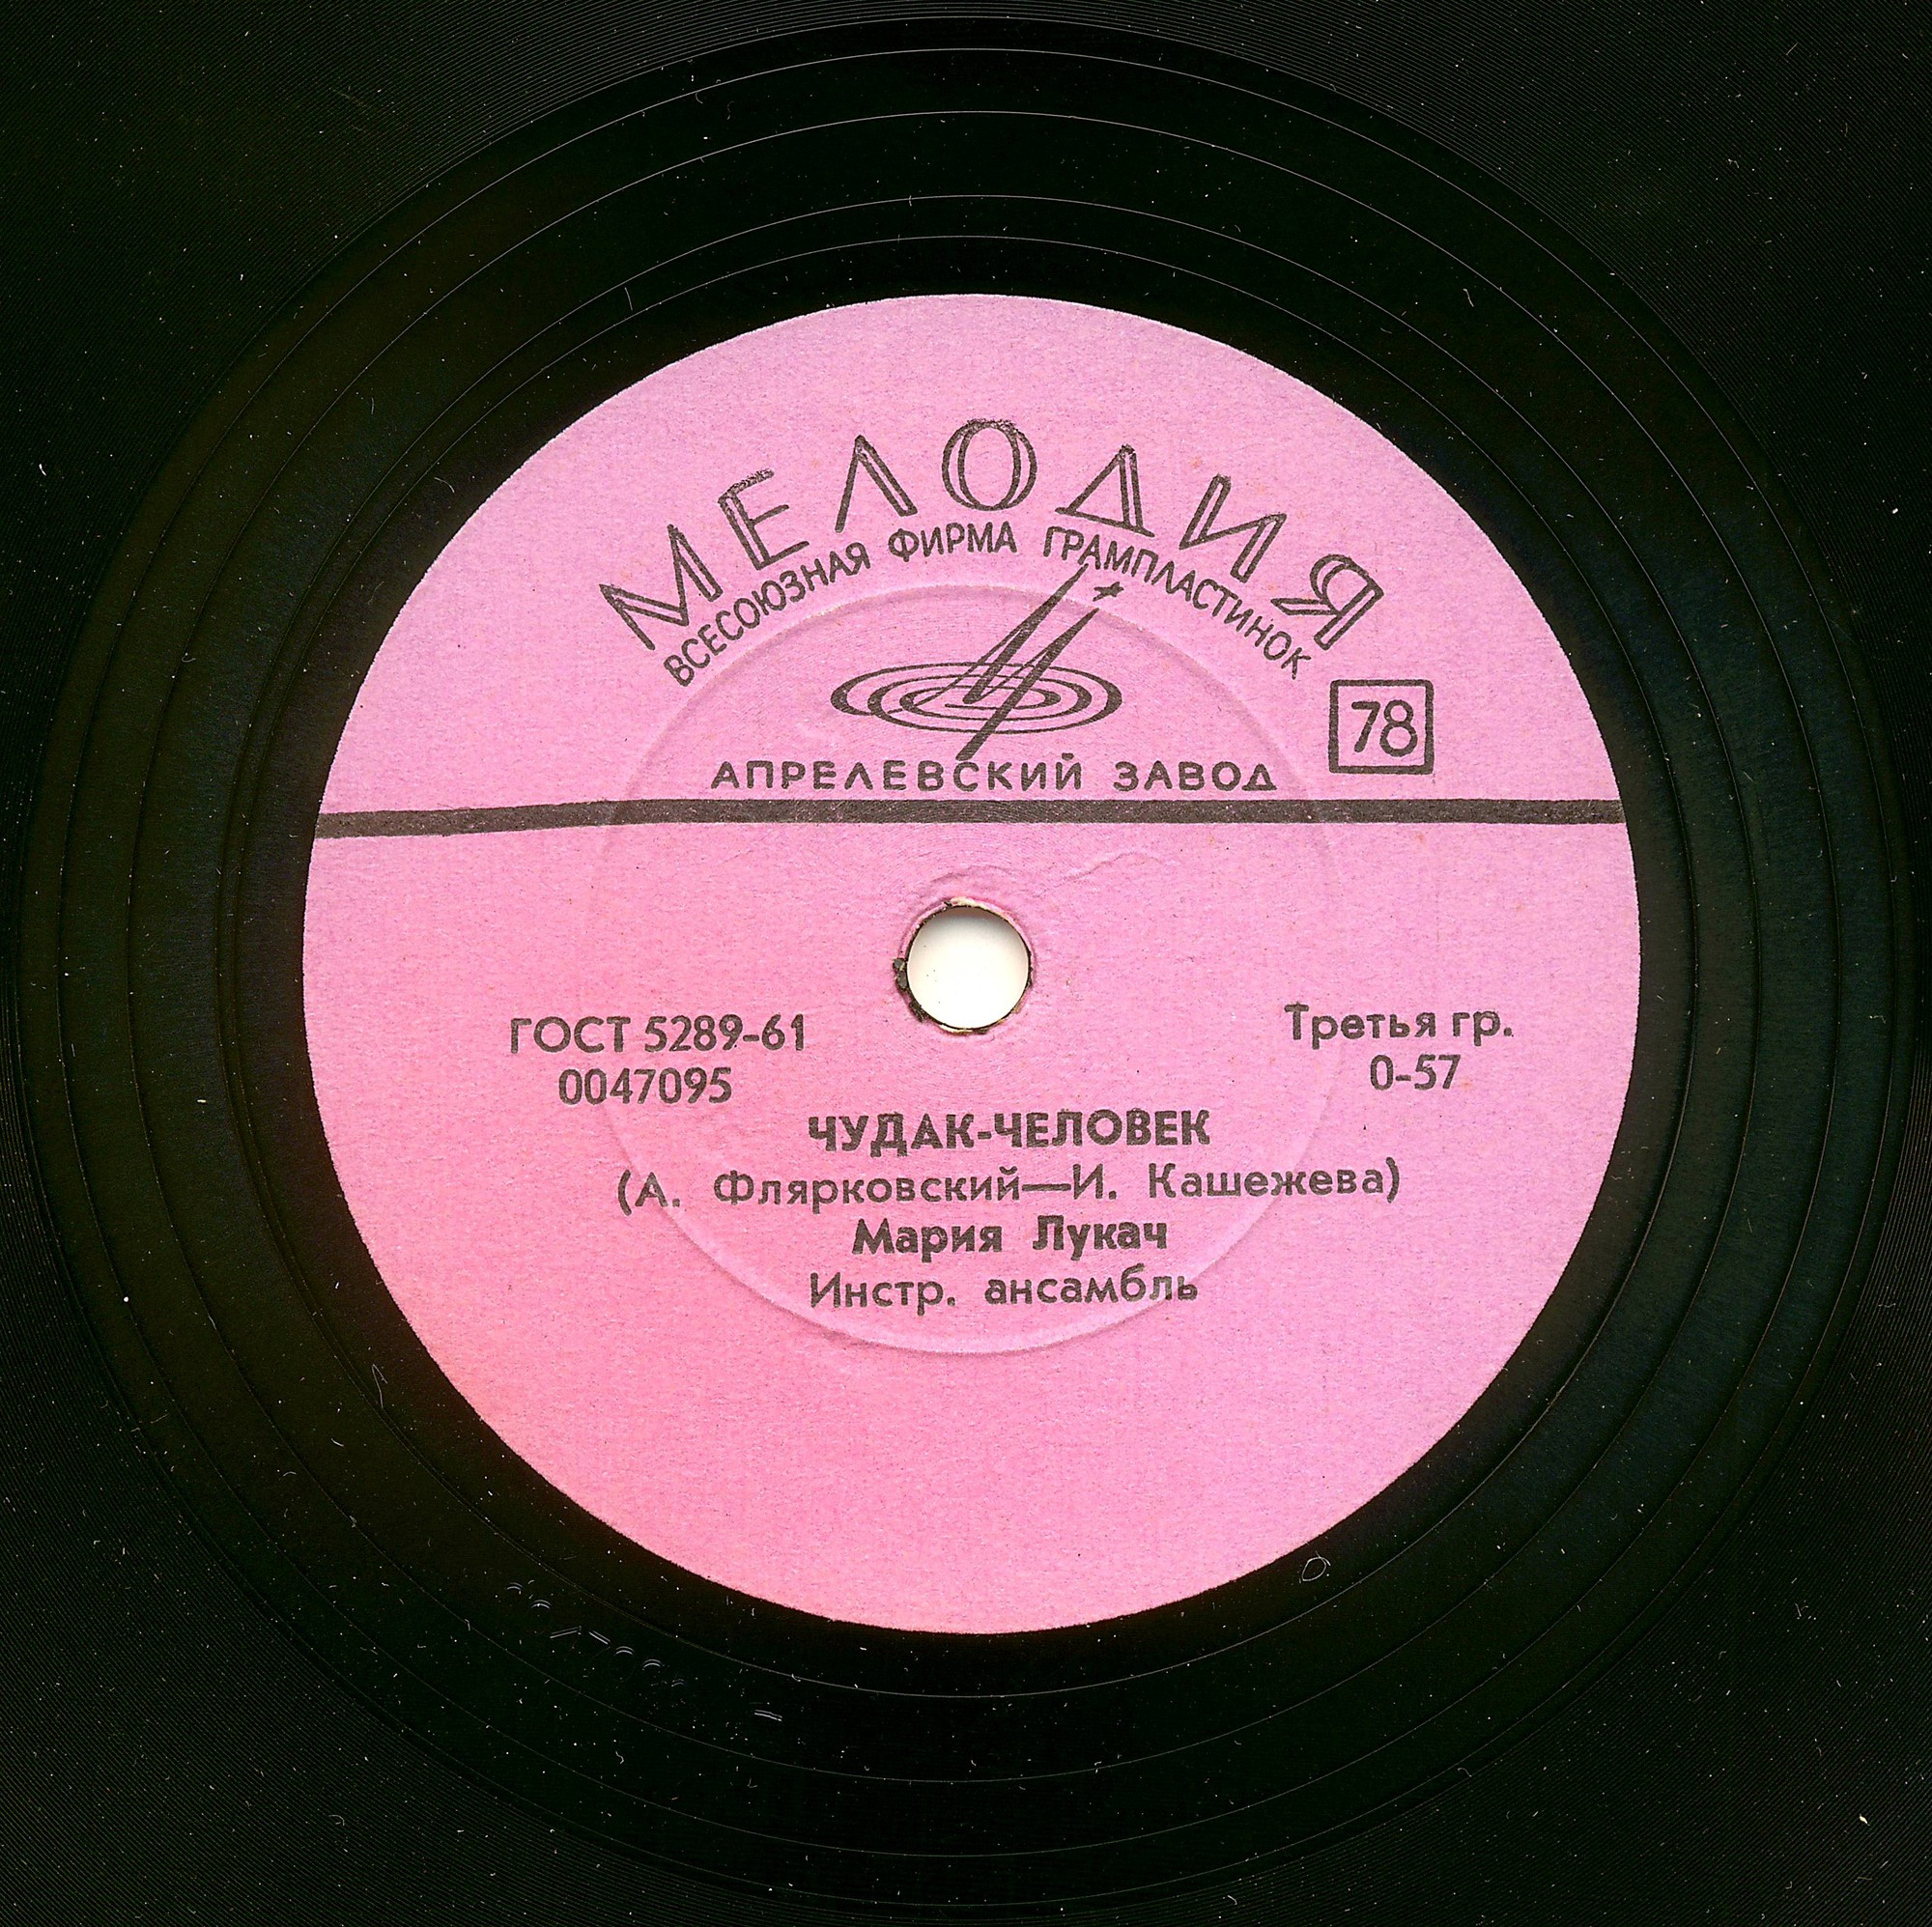 МЕЛОДИЯ
ВСЕСОЮЗНАЯ ФИРМА ГРАМПЛАСТИНОК
78
АПРЕЛЕВСКИЙ ЗАВОД
ГОСТ 5289-61
0047095
Третья гр.
0-57
ЧУДАК-ЧЕЛОВЕК
(А. Флярковский—И. Кашежева)
Мария Лукач
Инстр. ансамбль